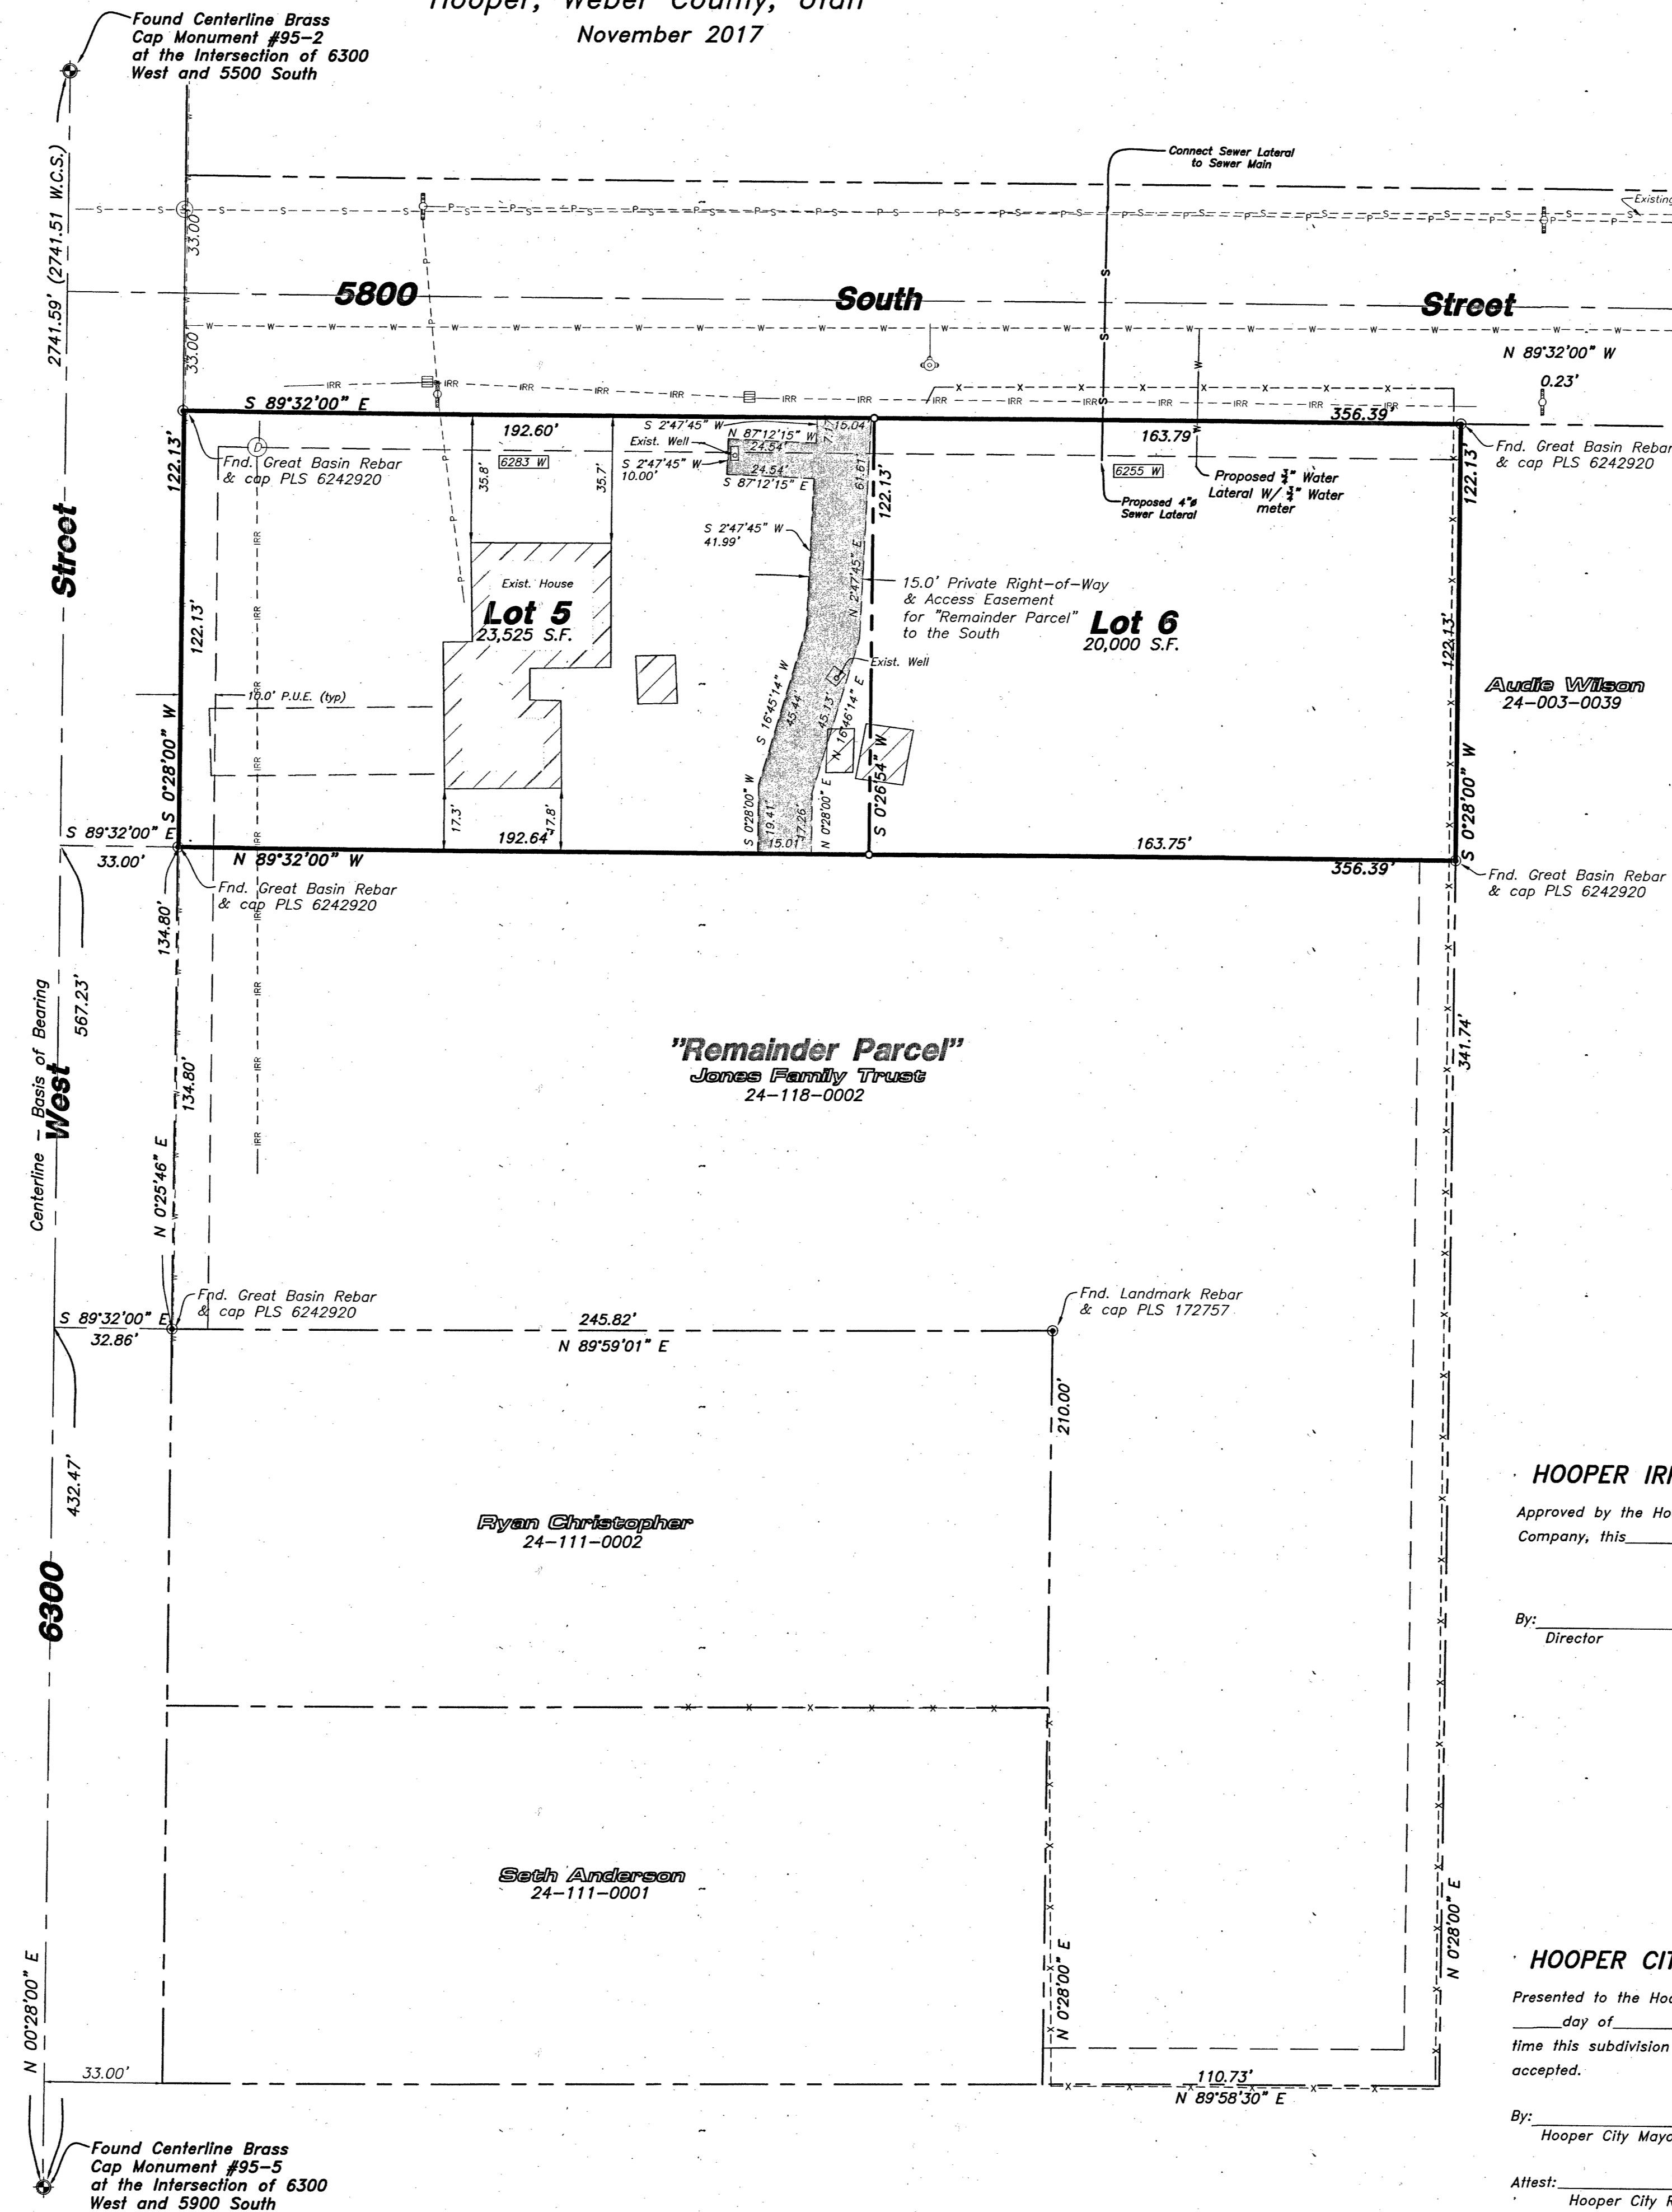 Hooper, Weber County, Utah
November 2017
Found Centerline Brass
Cap Monument #95-2
at the Intersection of 6300
West and 5500 South
Connect Sewer Lateral
to Sewer Main
2741.59' (2741.51 W.C.S.)
33.00'
33.00'
Existing
5800 South Street
N 89°32'00" W
0.23'
S 89°32'00" E
356.39'
192.60'
163.79'
S 2°47'45" W
15.04'
N 87°12'15" W
24.54'
Exist. Well
S 2°47'45" W
10.00'
24.54'
S 87°12'15" E
6283 W
6255 W
Fnd. Great Basin Rebar
& cap PLS 6242920
Fnd. Great Basin Rebar
& cap PLS 6242920
122.13'
35.8'
35.7'
61.61'
122.13'
122.13'
Proposed 4"ø
Sewer Lateral
Proposed ¾" Water
Lateral W/ ¾" Water
meter
S 2°47'45" W
41.99'
N 2°47'45" E
15.0' Private Right-of-Way
& Access Easement
for "Remainder Parcel"
to the South
Exist. House
Lot 5
23,525 S.F.
Lot 6
20,000 S.F.
122.13'
122.13'
Exist. Well
10.0' P.U.E. (typ)
S 16°45'14" W
45.44'
45.13'
N 16°46'14" E
Audie Wilson
24-003-0039
S 0°28'00" W
S 0°28'00" W
19.41'
17.26'
N 0°28'00" E
S 0°26'54" W
S 0°28'00" W
17.3'
17.8'
15.01'
S 89°32'00" E
33.00'
N 89°32'00" W
192.64'
163.75'
356.39'
Fnd. Great Basin Rebar
& cap PLS 6242920
Fnd. Great Basin Rebar
& cap PLS 6242920
134.80'
567.23'
Centerline - Basis of Bearing
134.80'
N 0°25'46" E
341.74'
"Remainder Parcel"
Jones Family Trust
24-118-0002
S 89°32'00" E
32.86'
Fnd. Great Basin Rebar
& cap PLS 6242920
245.82'
N 89°59'01" E
Fnd. Landmark Rebar
& cap PLS 172757
210.00'
432.47'
6300 West Street
Ryan Christopher
24-111-0002
Seth Anderson
24-111-0001
N 0°28'00" E
N 0°28'00" E
N 00°28'00" E
33.00'
110.73'
N 89°58'30" E
Found Centerline Brass
Cap Monument #95-5
at the Intersection of 6300
West and 5900 South
HOOPER IRR
Approved by the Ho
Company, this
By:
Director
HOOPER CIT
Presented to the Hoo
day of
time this subdivision
accepted.
By:
Hooper City Mayo
Attest:
Hooper City R